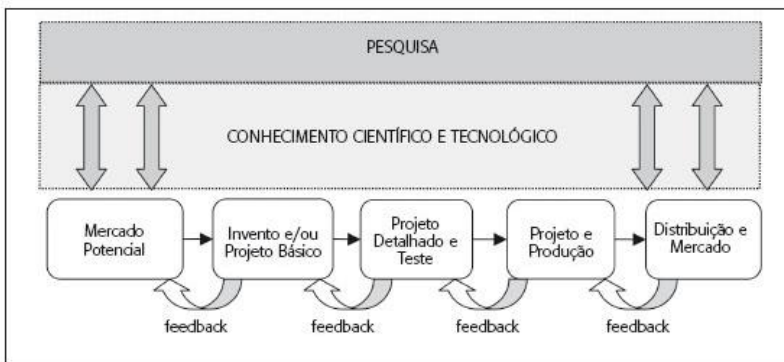 PESQUISA
CONHECIMENTO CIENTÍFICO E TECNOLÓGICO
Mercado
Potencial
Invento e/ou
Projeto Básico
Projeto
Detalhado e
Teste
Projeto e
Produção
Distribuição e
Mercado
feedback
feedback
feedback
feedback